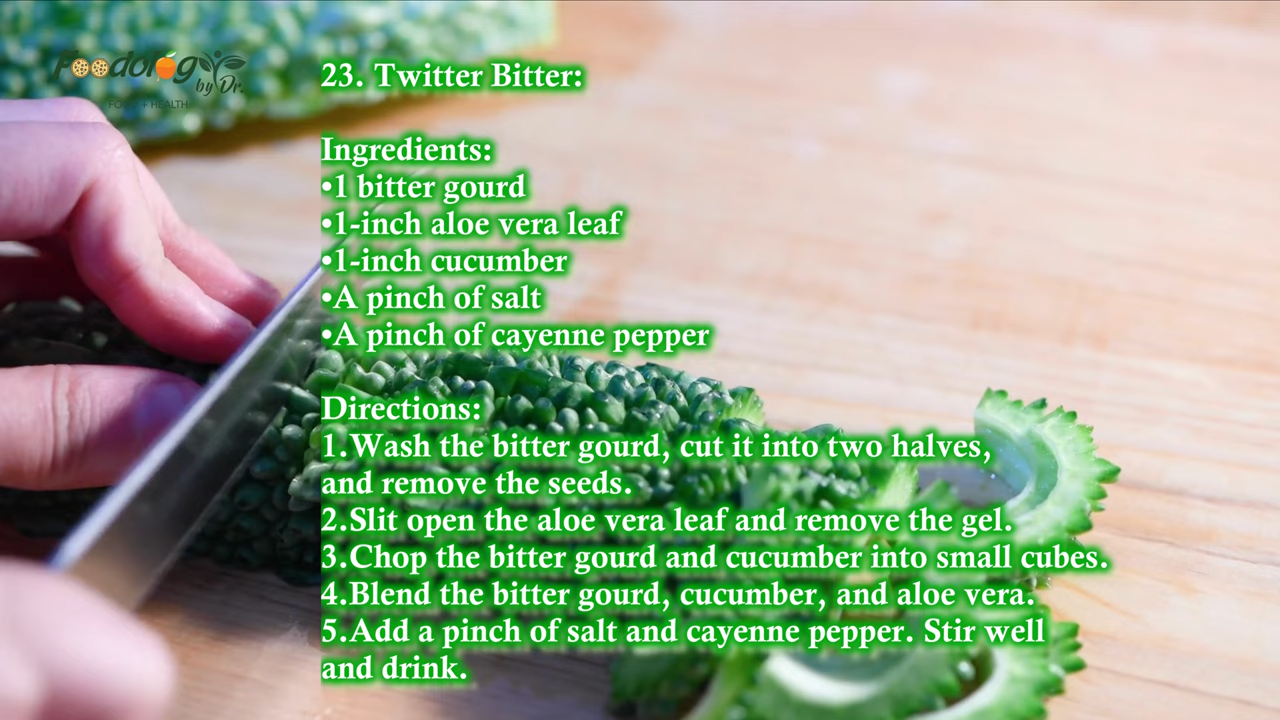 Foodology
by Dr.
FOOD + HEALTH
23. Twitter Bitter:
Ingredients:
•1 bitter gourd
•1-inch aloe vera leaf
•1-inch cucumber
•A pinch of salt
•A pinch of cayenne pepper
Directions:
1.Wash the bitter gourd, cut it into two halves,
and remove the seeds.
2.Slit open the aloe vera leaf and remove the gel.
3.Chop the bitter gourd and cucumber into small cubes.
4.Blend the bitter gourd, cucumber, and aloe vera.
5.Add a pinch of salt and cayenne pepper. Stir well
and drink.